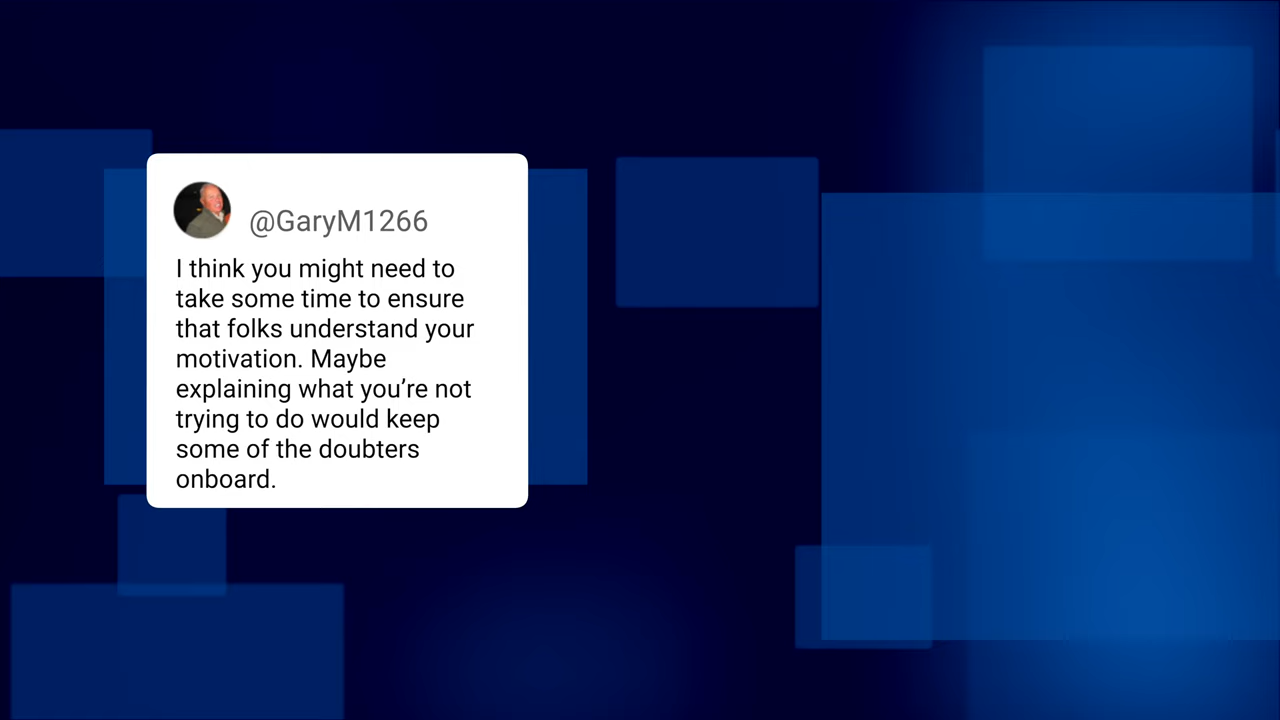 @GaryM1266
I think you might need to
take some time to ensure
that folks understand your
motivation. Maybe
explaining what you’re not
trying to do would keep
some of the doubters
onboard.